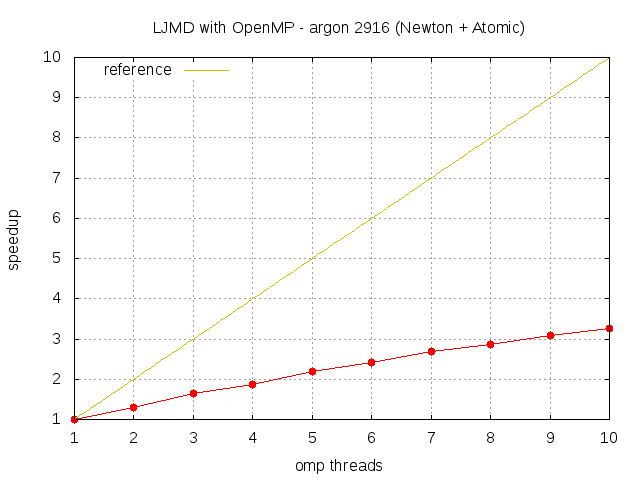 LJMD with OpenMP - argon 2916 (Newton + Atomic)
10
reference
9
8
7
6
speedup
5
4
3
2
1
1 2 3 4 5 6 7 8 9 10
omp threads